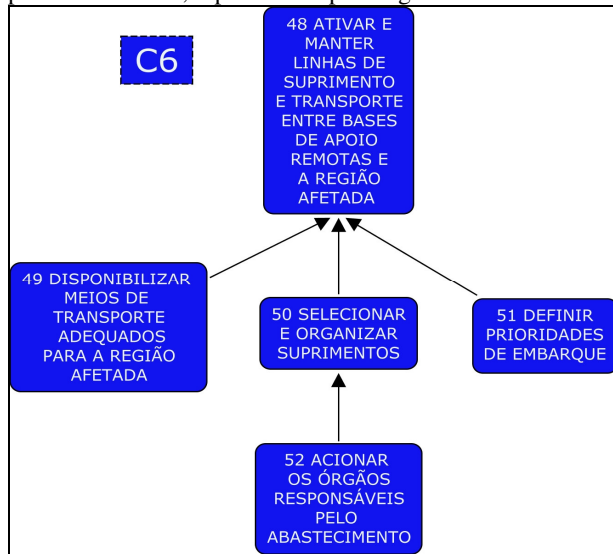 C6
48 ATIVAR E
MANTER
LINHAS DE
SUPRIMENTO
E TRANSPORTE
ENTRE BASES
DE APOIO
REMOTAS E
A REGIÃO
AFETADA
49 DISPONIBILIZAR
MEIOS DE
TRANSPORTE
ADEQUADOS
PARA A REGIÃO
AFETADA
50 SELECIONAR
E ORGANIZAR
SUPRIMENTOS
51 DEFINIR
PRIORIDADES
DE EMBARQUE
52 ACIONAR
OS ÓRGÃOS
RESPONSÁVEIS
PELO
ABASTECIMENTO